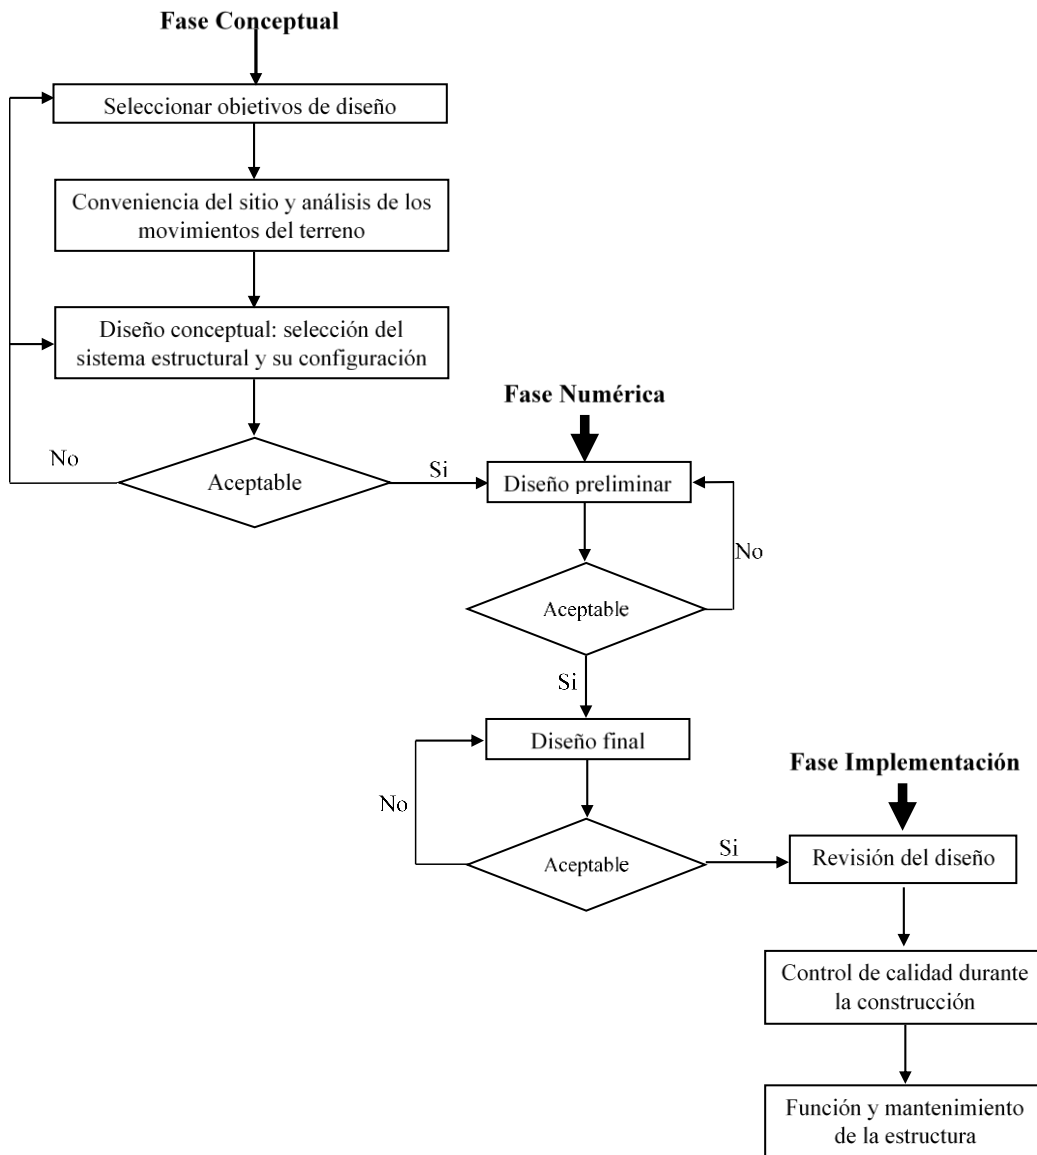 Fase Conceptual
Seleccionar objetivos de diseño
Conveniencia del sitio y análisis de los
movimientos del terreno
Diseño conceptual: selección del
sistema estructural y su configuración
Fase Numérica
No
Aceptable
Si
Diseño preliminar
No
Aceptable
Si
Diseño final
Fase Implementación
No
Aceptable
Si
Revisión del diseño
Control de calidad durante
la construcción
Función y mantenimiento
de la estructura